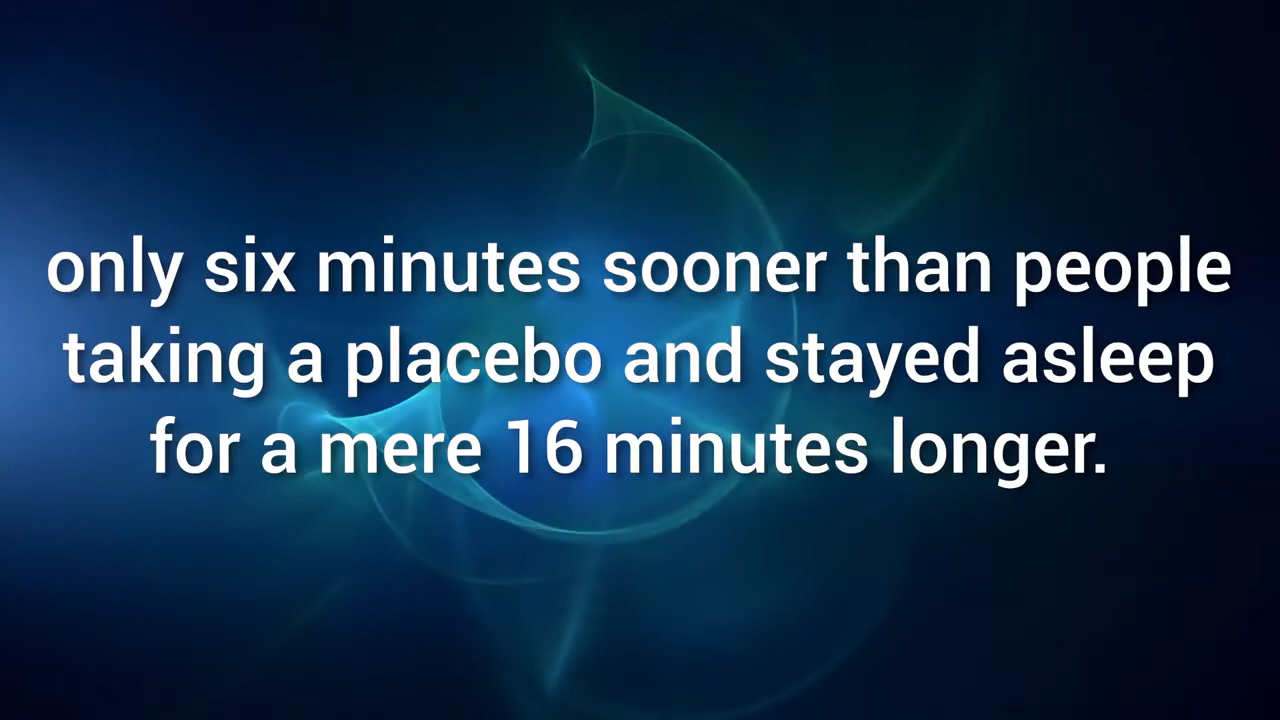 only six minutes sooner than people
taking a placebo and stayed asleep
for a mere 16 minutes longer.